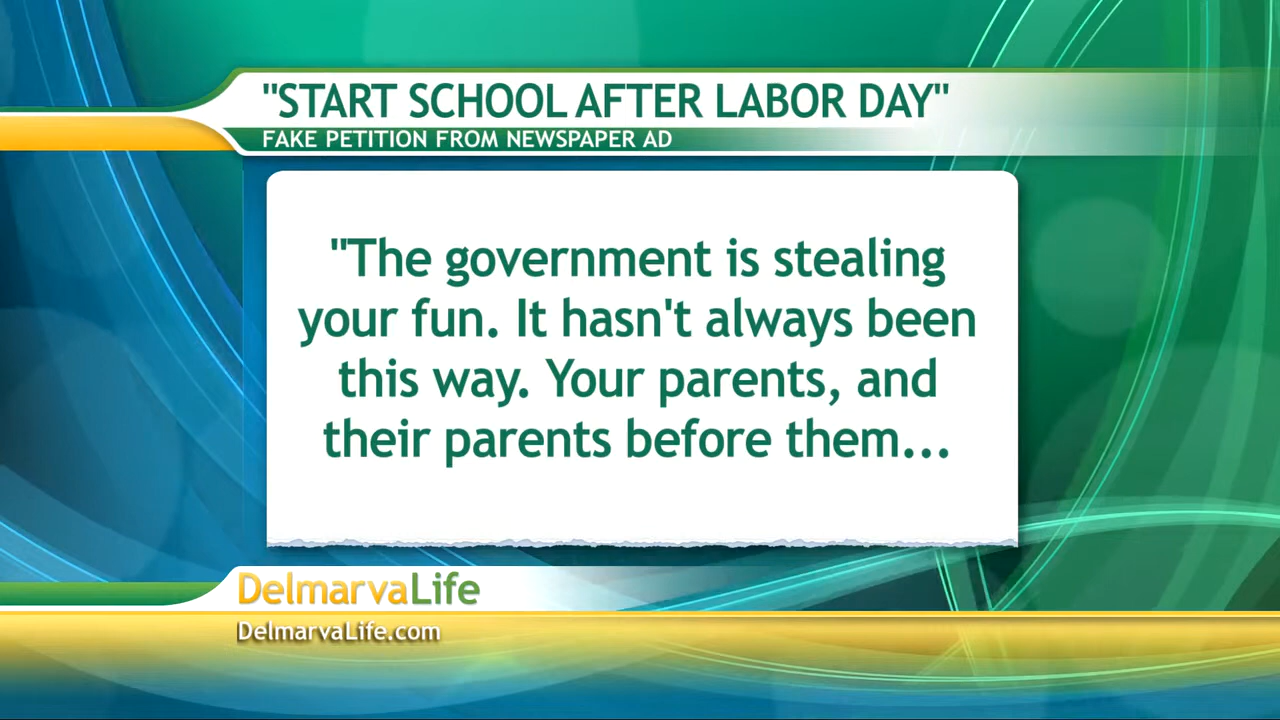 "START SCHOOL AFTER LABOR DAY"
FAKE PETITION FROM NEWSPAPER AD
"The government is stealing
your fun. It hasn't always been
this way. Your parents, and
their parents before them...
DelmarvaLife
DelmarvaLife.com